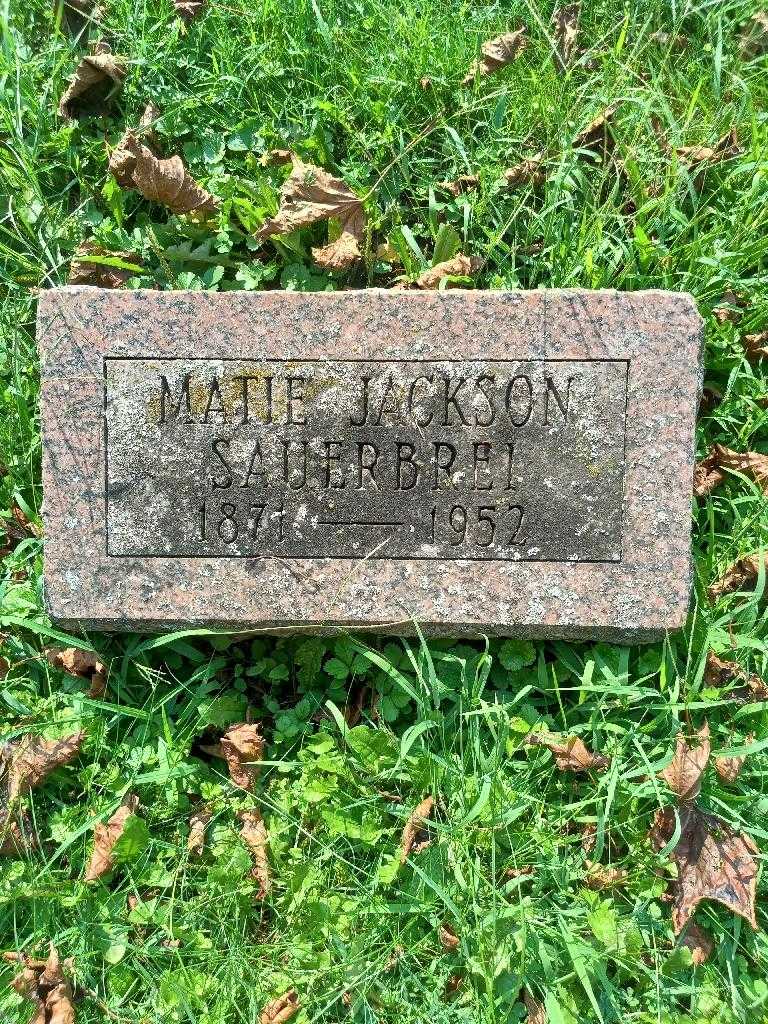 MATIE JACKSON
SAUERBREI
1871 — 1952